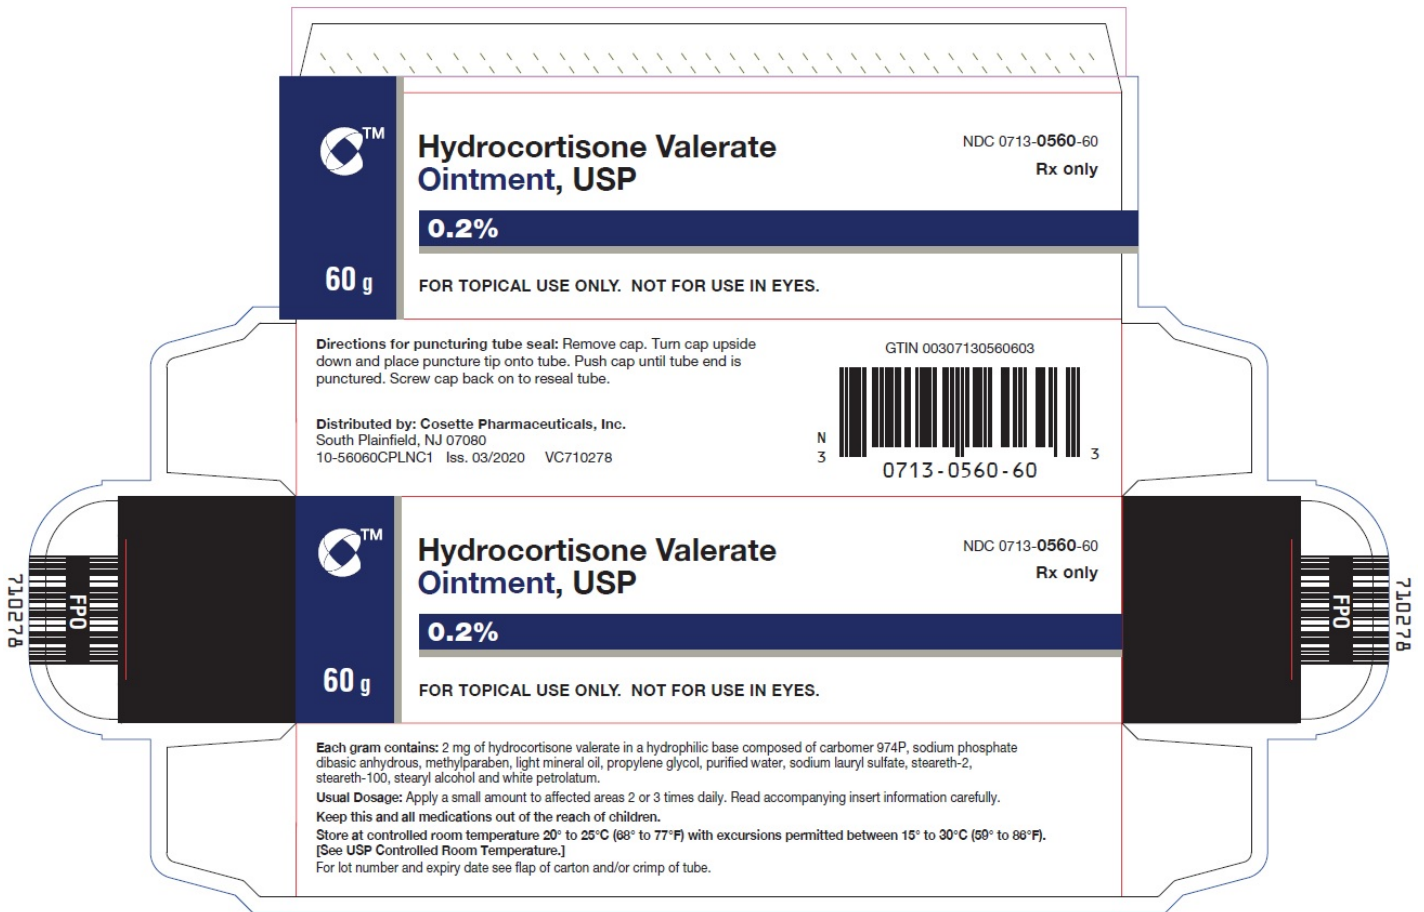 TM
Hydrocortisone Valerate
Ointment, USP
NDC 0713-0560-60
Rx only
0.2%
60 g
FOR TOPICAL USE ONLY.  NOT FOR USE IN EYES.
Directions for puncturing tube seal: Remove cap. Turn cap upside
down and place puncture tip onto tube. Push cap until tube end is
punctured. Screw cap back on to reseal tube.
Distributed by: Cosette Pharmaceuticals, Inc.
South Plainfield, NJ 07080
10-56060CPLNC1   Iss. 03/2020     VC710278
GTIN 00307130560603
N
3
0713-0560-60
3
TM
Hydrocortisone Valerate
Ointment, USP
NDC 0713-0560-60
Rx only
0.2%
60 g
FOR TOPICAL USE ONLY.  NOT FOR USE IN EYES.
710278
FPO
FPO
710278
Each gram contains: 2 mg of hydrocortisone valerate in a hydrophilic base composed of carbomer 974P, sodium phosphate
dibasic anhydrous, methylparaben, light mineral oil, propylene glycol, purified water, sodium lauryl sulfate, steareth-2,
steareth-100, stearyl alcohol and white petrolatum.
Usual Dosage: Apply a small amount to affected areas 2 or 3 times daily. Read accompanying insert information carefully.
Keep this and all medications out of the reach of children.
Store at controlled room temperature 20° to 25°C (68° to 77°F) with excursions permitted between 15° to 30°C (59° to 86°F).
[See USP Controlled Room Temperature.]
For lot number and expiry date see flap of carton and/or crimp of tube.